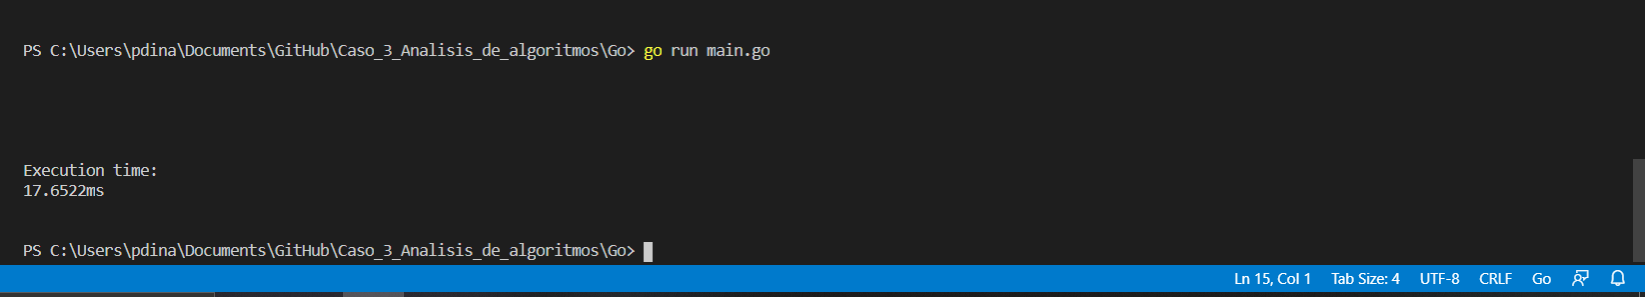 PS C:\Users\pdina\Documents\GitHub\Caso_3_Analisis_de_algoritmos\Go> go run main.go
Execution time:
17.6522ms
PS C:\Users\pdina\Documents\GitHub\Caso_3_Analisis_de_algoritmos\Go>
Ln 15, Col 1 Tab Size: 4 UTF-8 CRLF Go